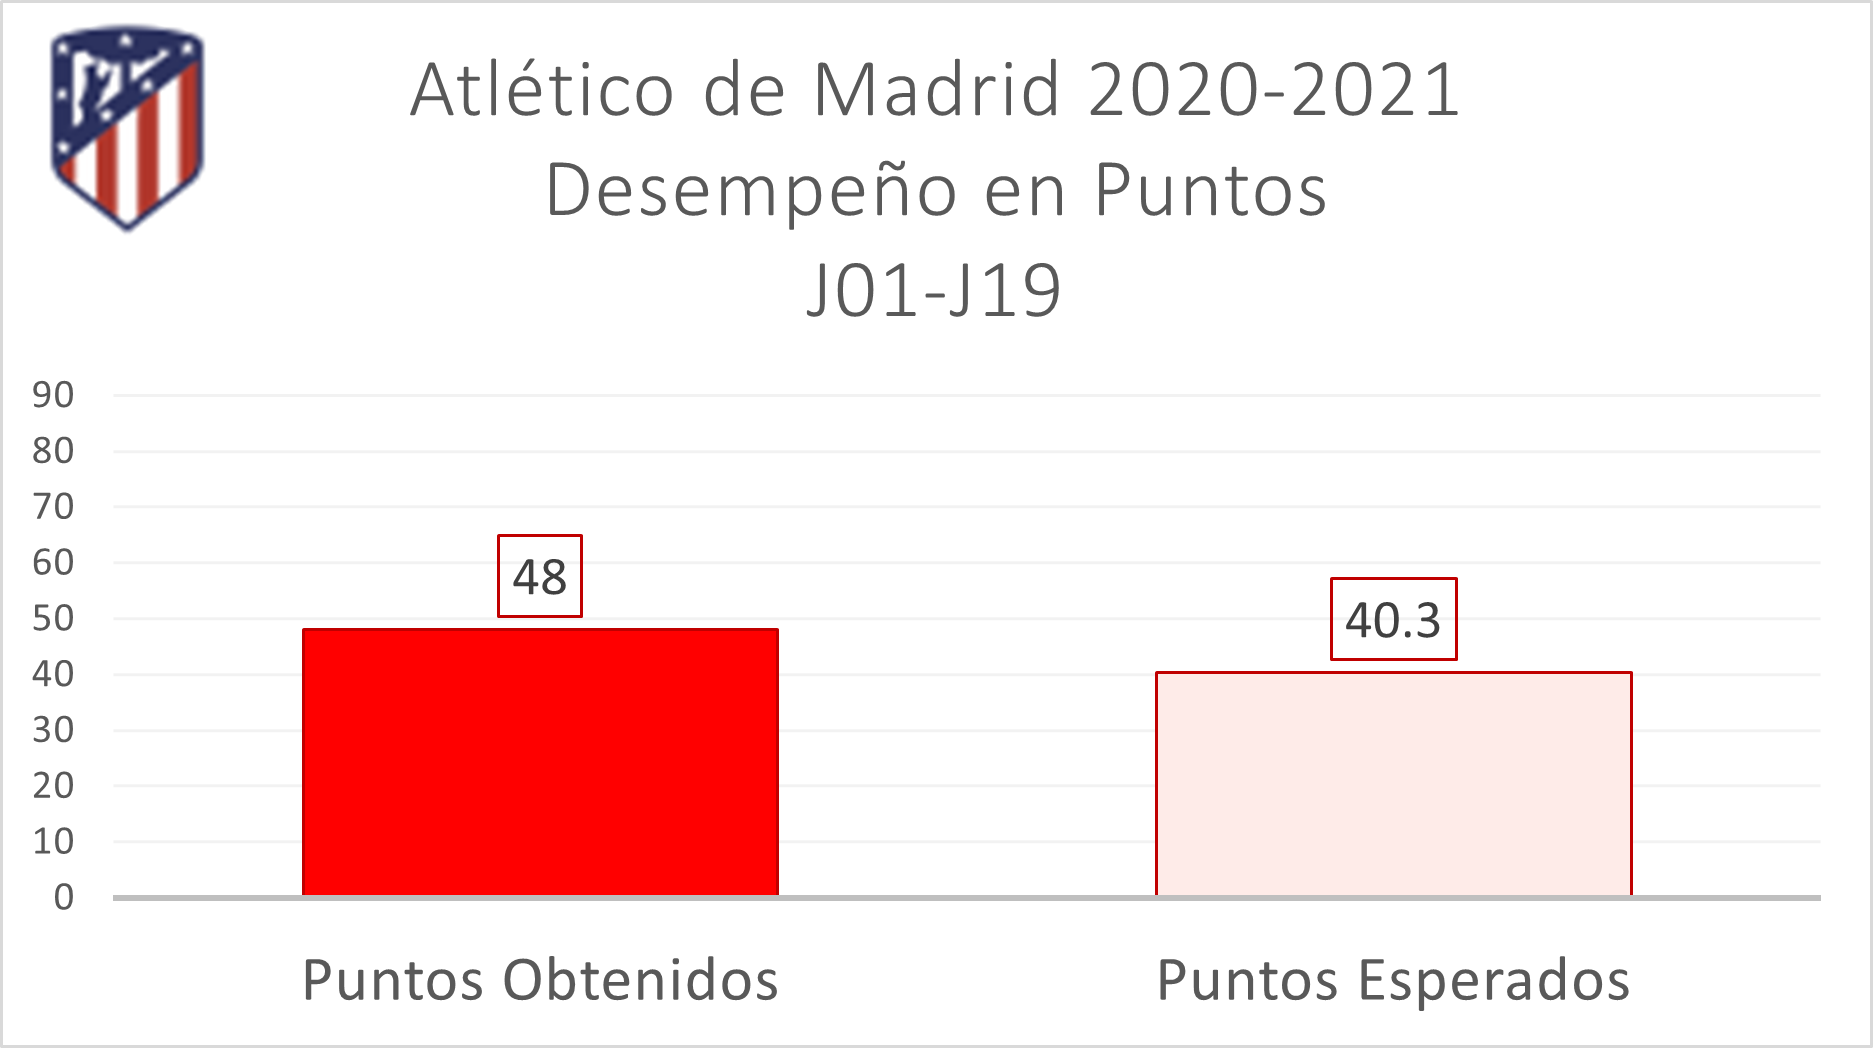 Atlético de Madrid 2020-2021
Desempeño en Puntos
J01-J19
90
80
70
60
50
40
30
20
10
0
48
40.3
Puntos Obtenidos
Puntos Esperados